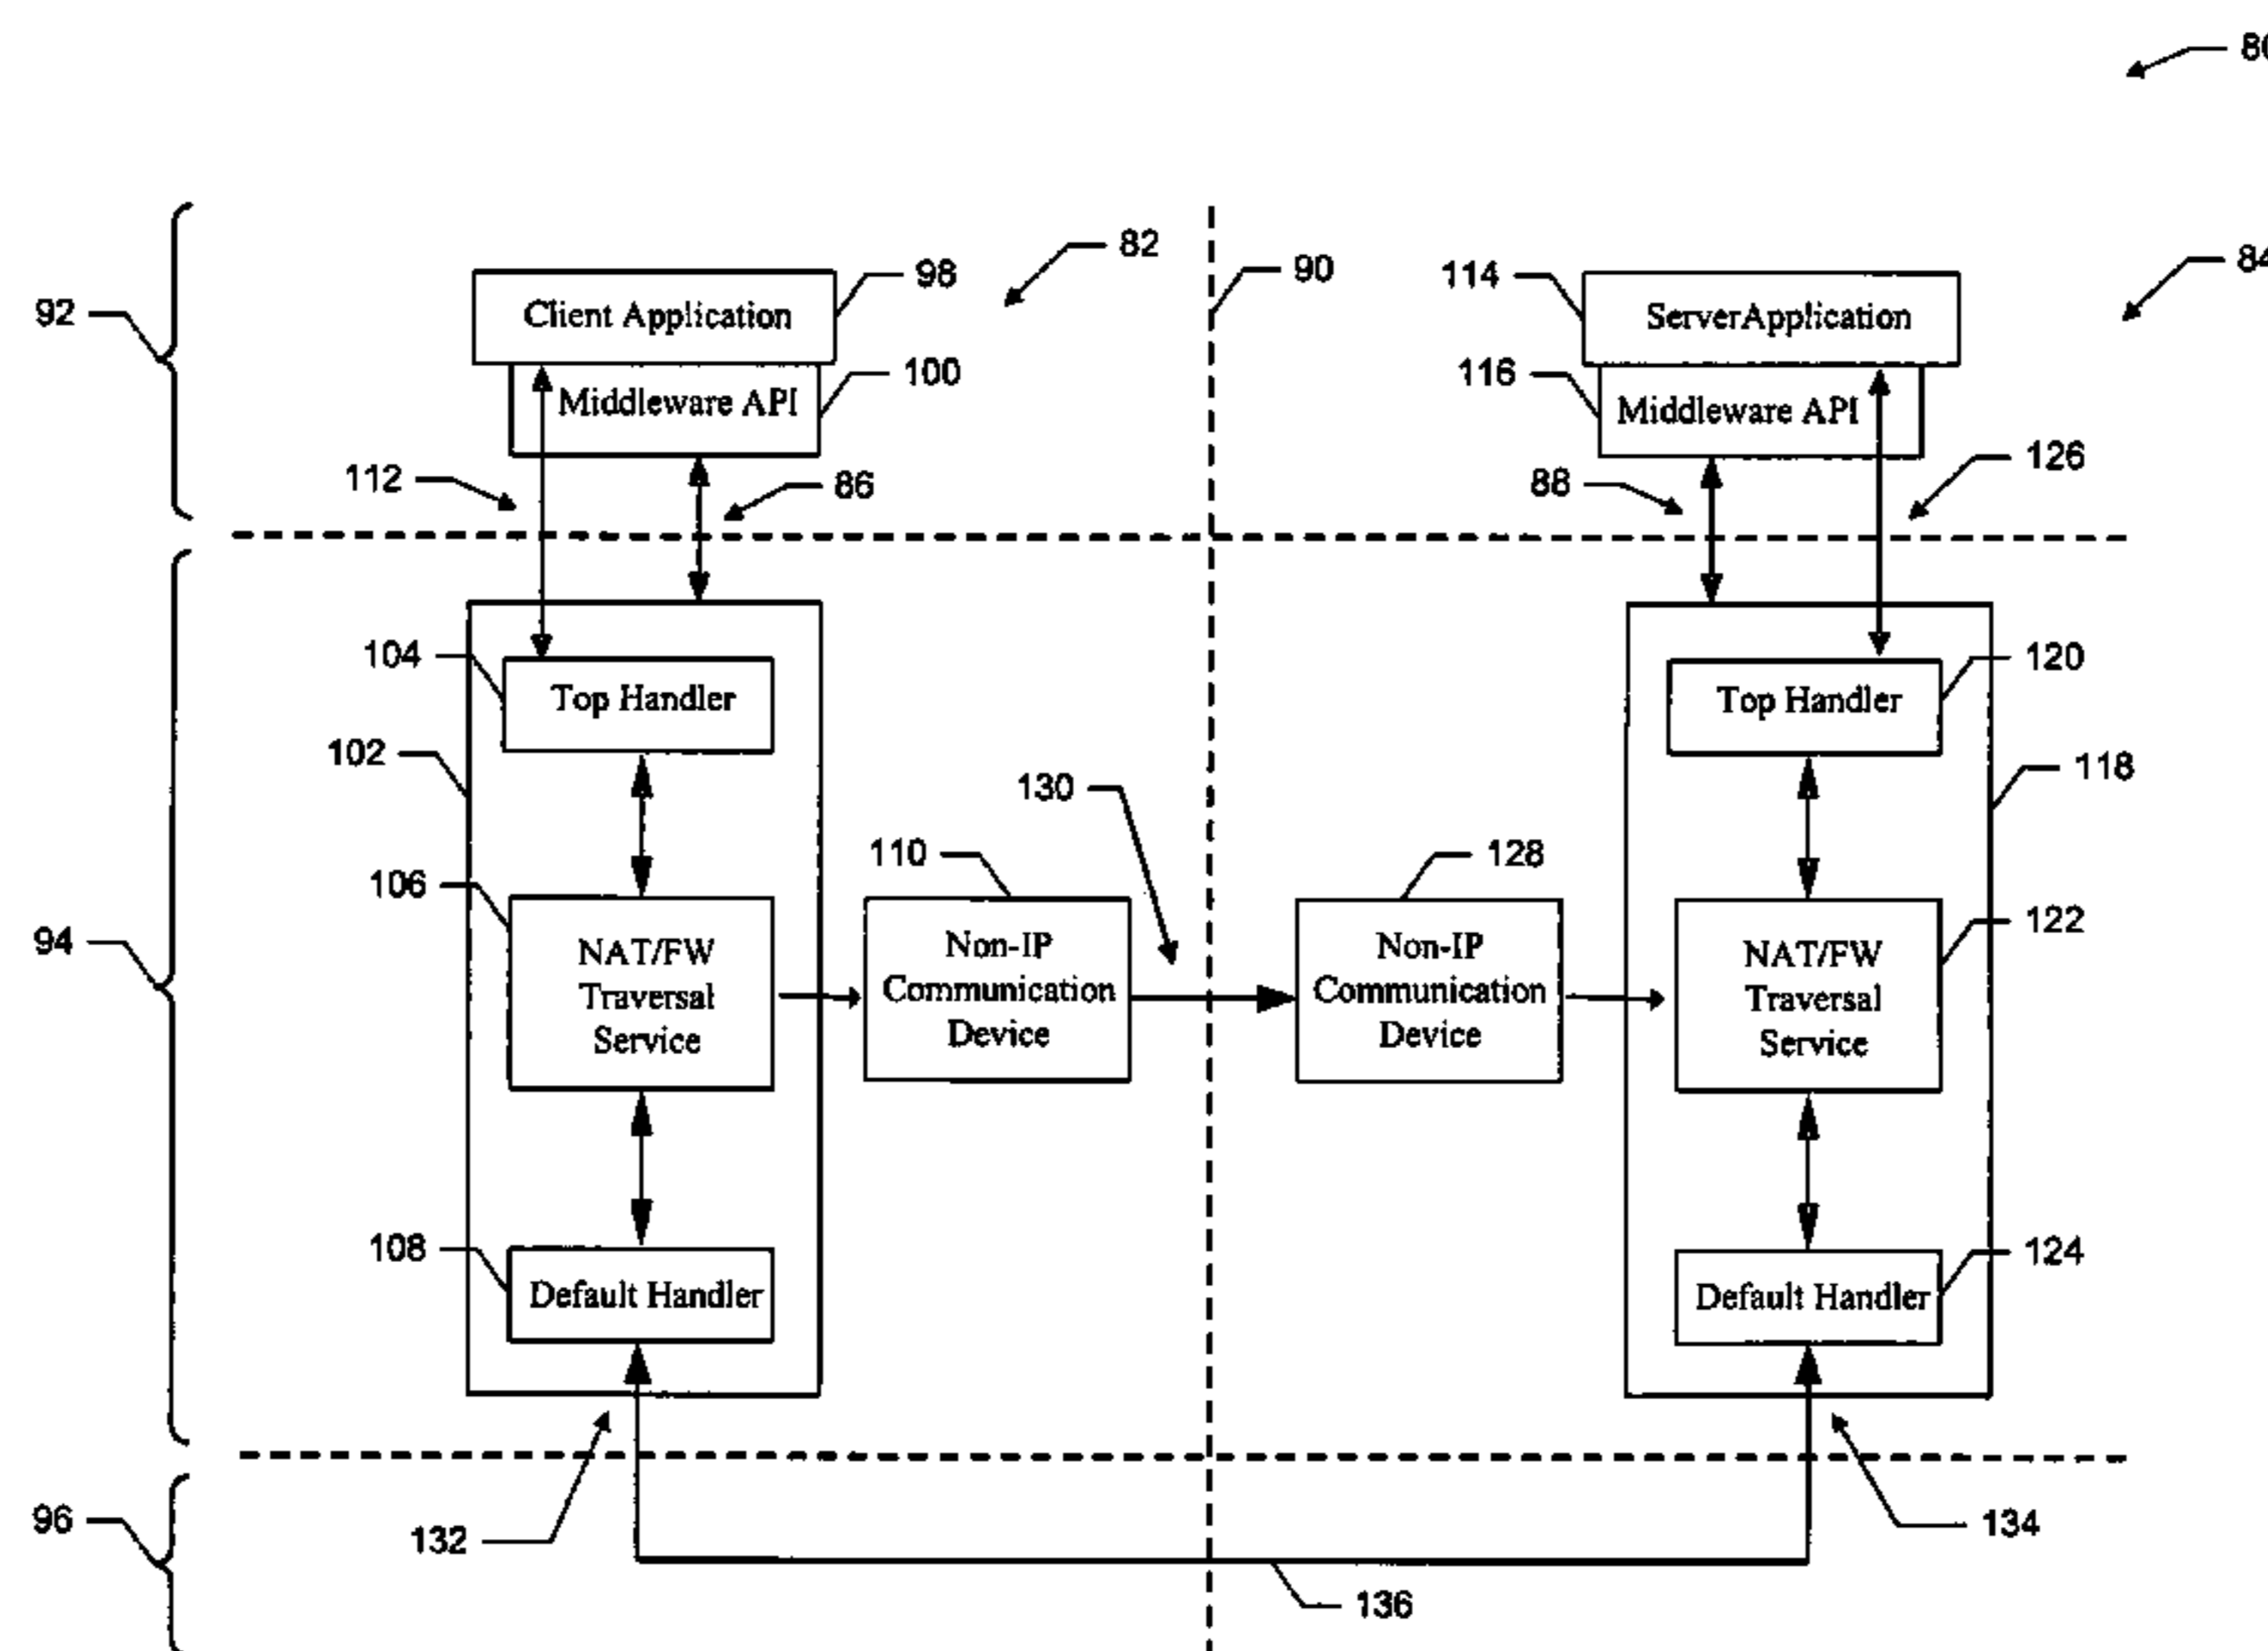 80
82
84
92
98
Client Application
90
114
ServerApplication
100
Middleware API
116
Middleware API
112
86
88
126
104
Top Handler
120
Top Handler
102
118
130
110
128
106
122
94
NAT/FW
Traversal
Service
Non-IP
Communication
Device
Non-IP
Communication
Device
NAT/FW
Traversal
Service
108
Default Handler
124
Default Handler
96
132
134
136